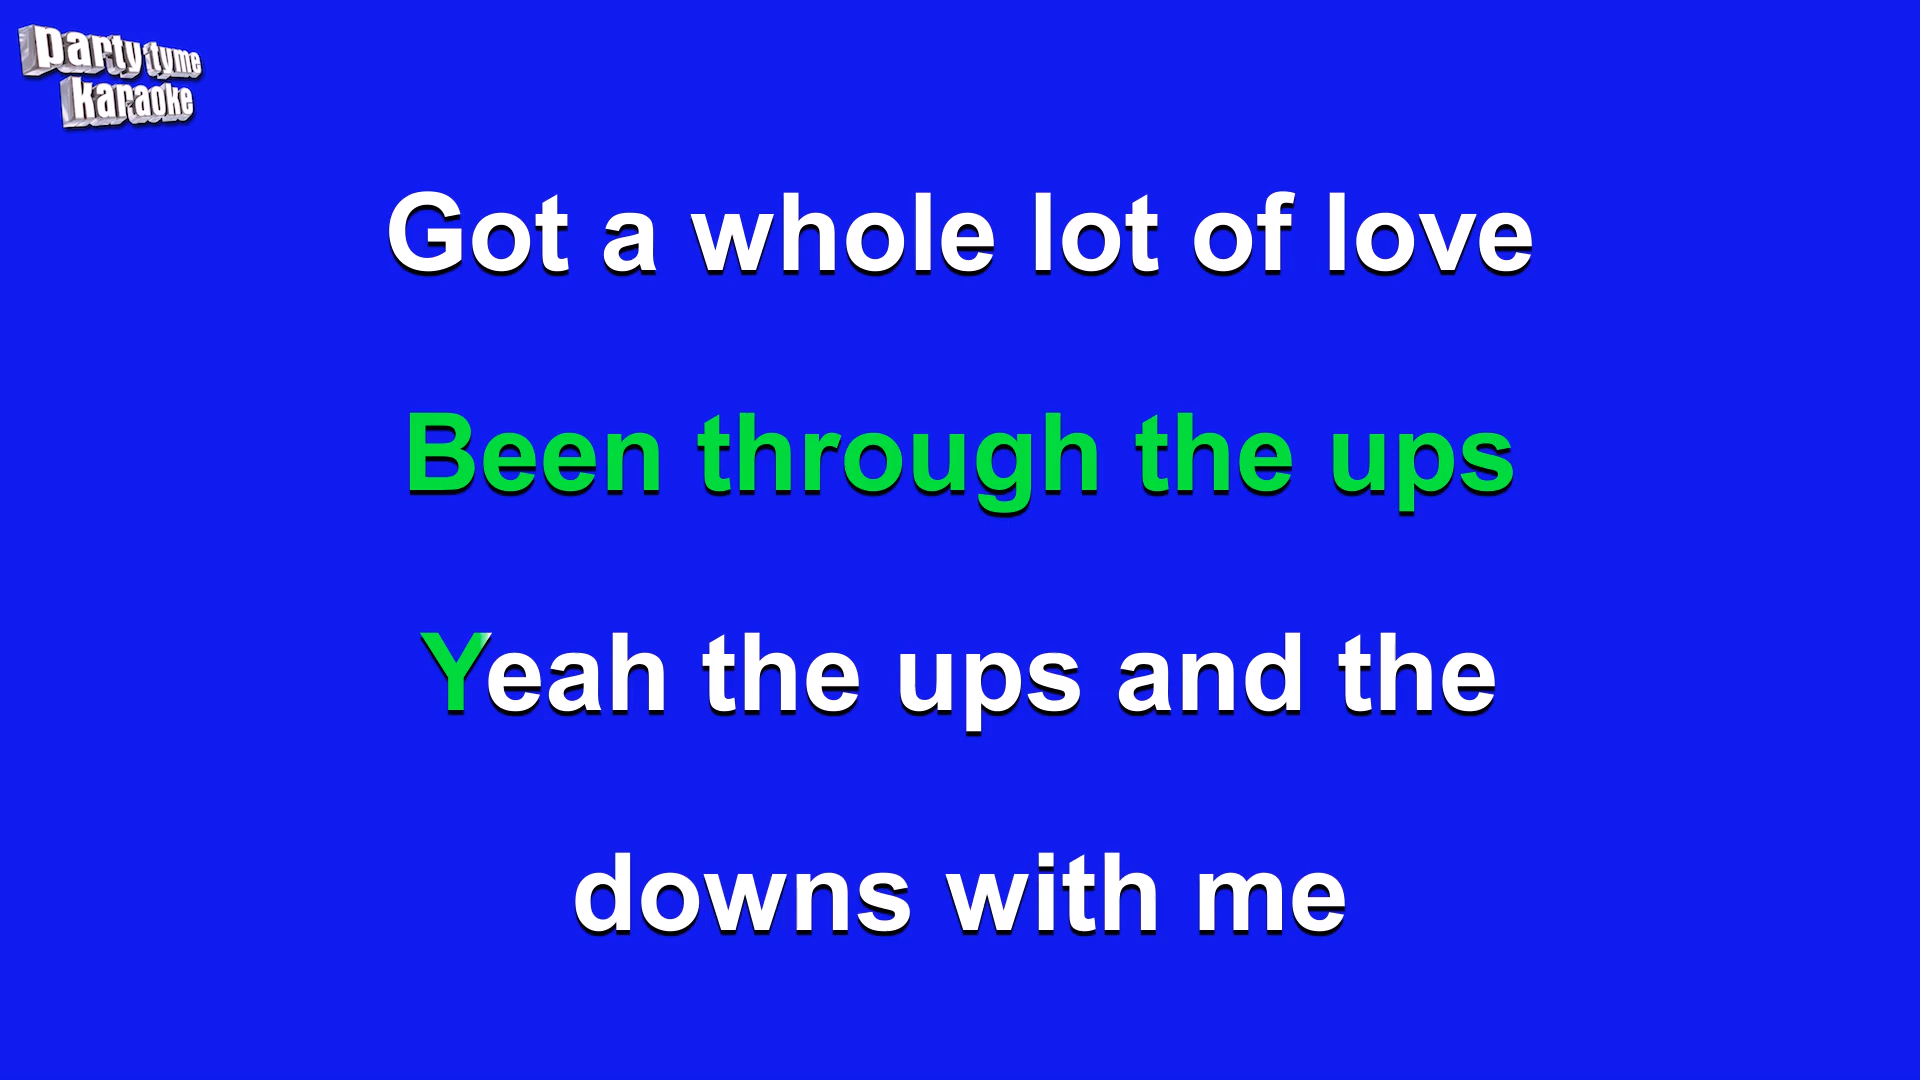 party tyme
karaoke
Got a whole lot of love
Been through the ups
Yeah the ups and the
downs with me